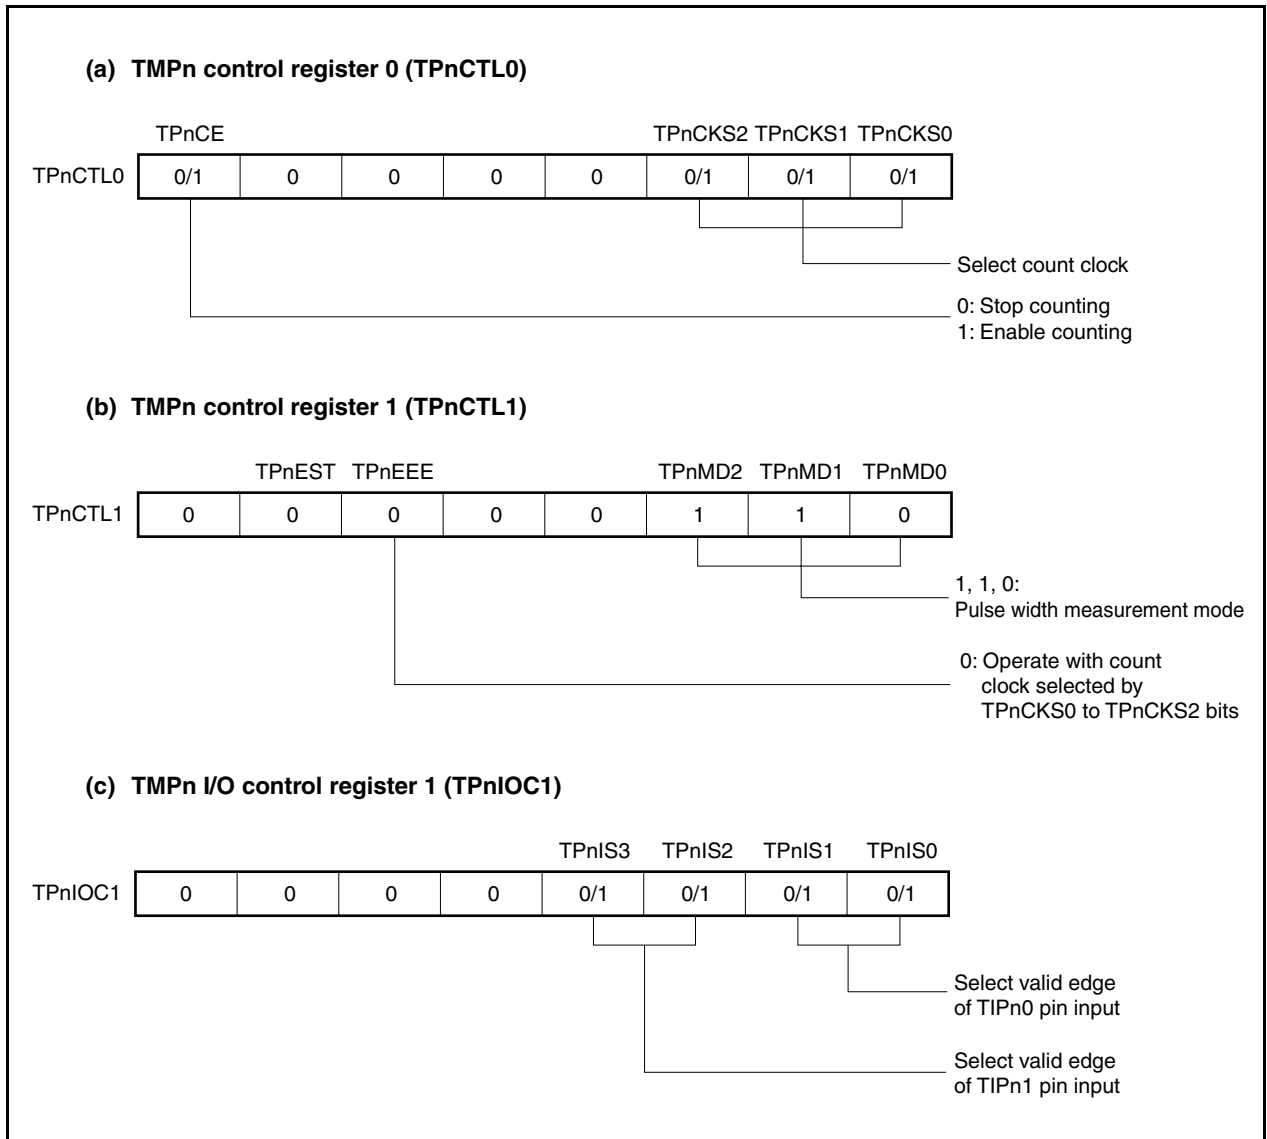 (a) TMPn control register 0 (TPnCTL0)
TPnCE TPnCKS2 TPnCKS1 TPnCKS0
TPnCTL0 0/1 0 0 0 0 0/1 0/1 0/1
Select count clock
0: Stop counting
1: Enable counting
(b) TMPn control register 1 (TPnCTL1)
TPnEST TPnEEE TPnMD2 TPnMD1 TPnMD0
TPnCTL1 0 0 0 0 0 1 1 0
1, 1, 0:
Pulse width measurement mode
0: Operate with count
clock selected by
TPnCKS0 to TPnCKS2 bits
(c) TMPn I/O control register 1 (TPnIOC1)
TPnIS3 TPnIS2 TPnIS1 TPnIS0
TPnIOC1 0 0 0 0 0/1 0/1 0/1 0/1
Select valid edge
of TIPn0 pin input
Select valid edge
of TIPn1 pin input